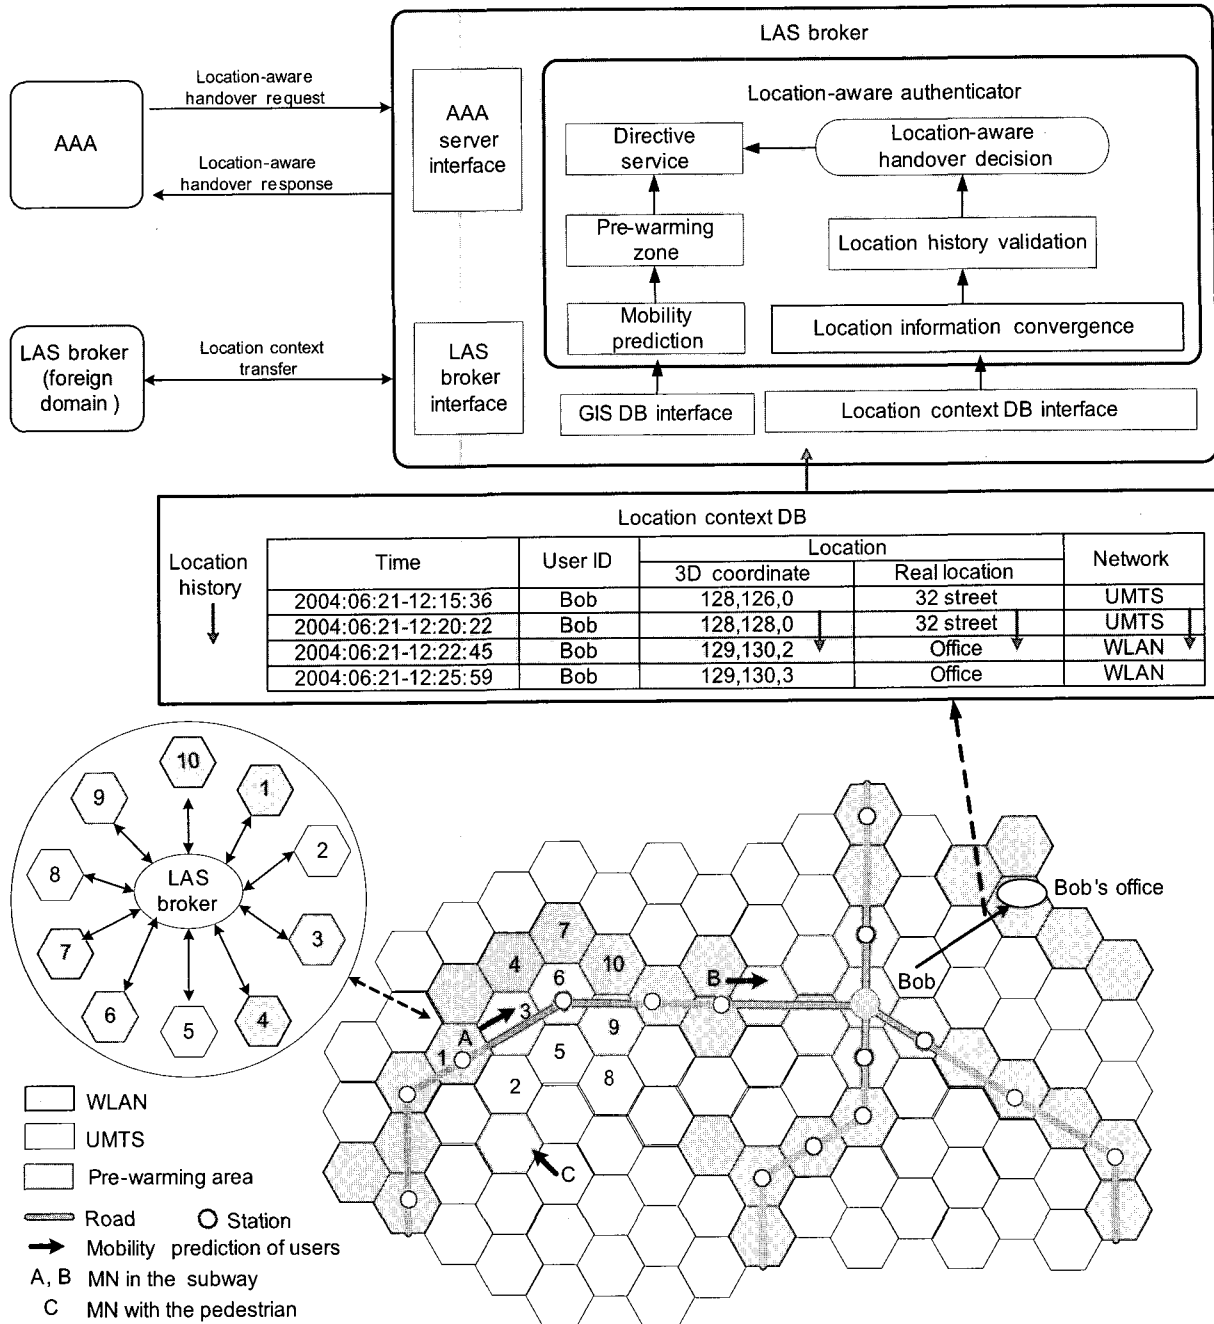 LAS broker
Location-aware authenticator
AAA
Location-aware
handover request
Location-aware
handover response
AAA
server
interface
Directive
service
Location-aware
handover decision
Pre-warming
zone
Location history validation
Mobility
prediction
Location information convergence
LAS broker
(foreign
domain)
Location context
transfer
LAS
broker
interface
GIS DB interface
Location context DB interface
Location context DB
Location
history
Time User ID Location Network
3D coordinate Real location
2004:06:21-12:15:36 Bob 128,126,0 32 street UMTS
2004:06:21-12:20:22 Bob 128,128,0 32 street UMTS
2004:06:21-12:22:45 Bob 129,130,2 Office WLAN
2004:06:21-12:25:59 Bob 129,130,3 Office WLAN
10
9
1
8
2
LAS
broker
7
3
6
5
4
7
4
6
10
3
A
1
9
5
2
8
B
C
Bob
Bob's office
WLAN
UMTS
Pre-warming area
Road Station
Mobility prediction of users
A, B MN in the subway
C MN with the pedestrian